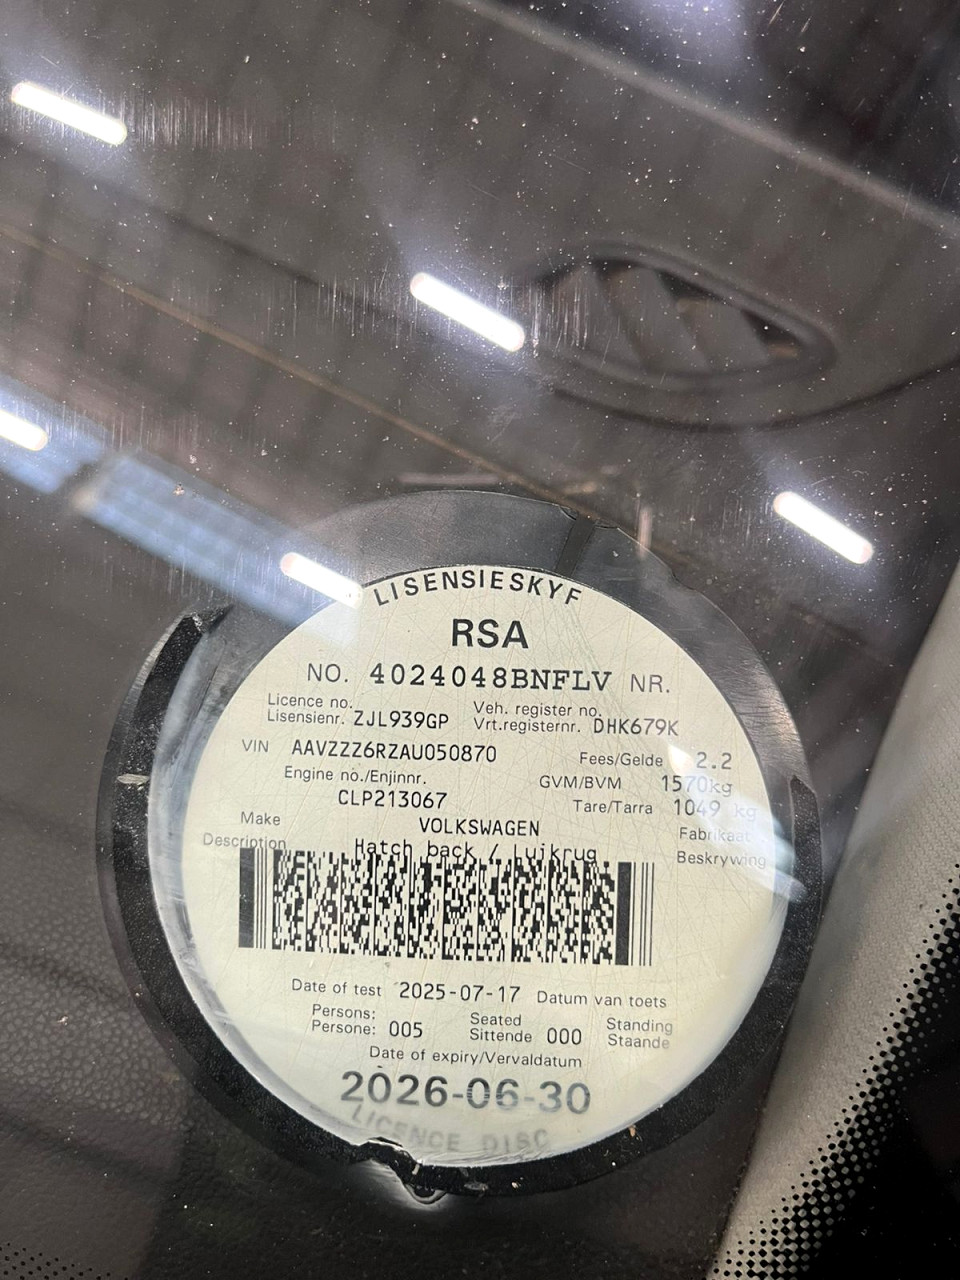 LISENSIESKYF
RSA
NO. 4024048BNFLV NR.
Licence no. Veh. register no.
Lisensienr. ZJL939GP Vrt.registernr. DHK679K
VIN AAVZZZ6RZAU050870 Fees/Gelde 2.2
Engine no./Enjinnr. GVM/BVM 1570kg
CLP213067 Tare/Tarra 1049 kg
Make VOLKSWAGEN Fabrikaat
Description Hatch back / Luikrug Beskrywing
Date of test 2025-07-17 Datum van toets
Persons: Seated Standing
Persone: 005 Sittende 000 Staande
Date of expiry/Vervaldatum
2026-06-30
LICENCE DISC